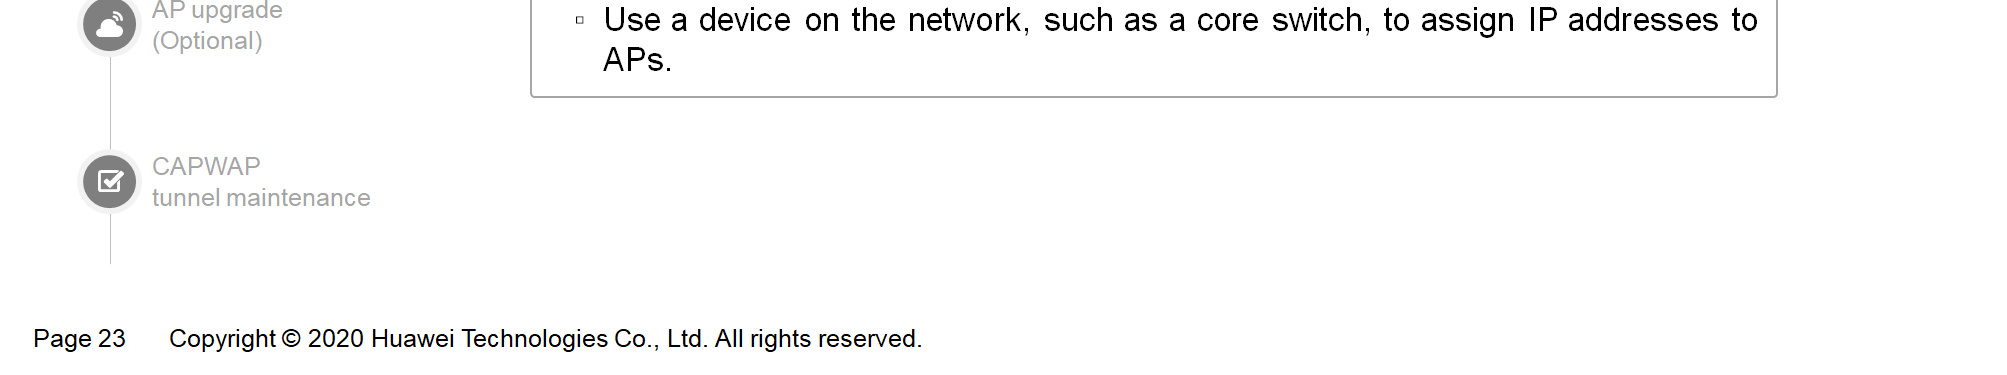 AP upgrade
(Optional)
Use a device on the network, such as a core switch, to assign IP addresses to
APs.
CAPWAP
tunnel maintenance
Page 23 Copyright © 2020 Huawei Technologies Co., Ltd. All rights reserved.